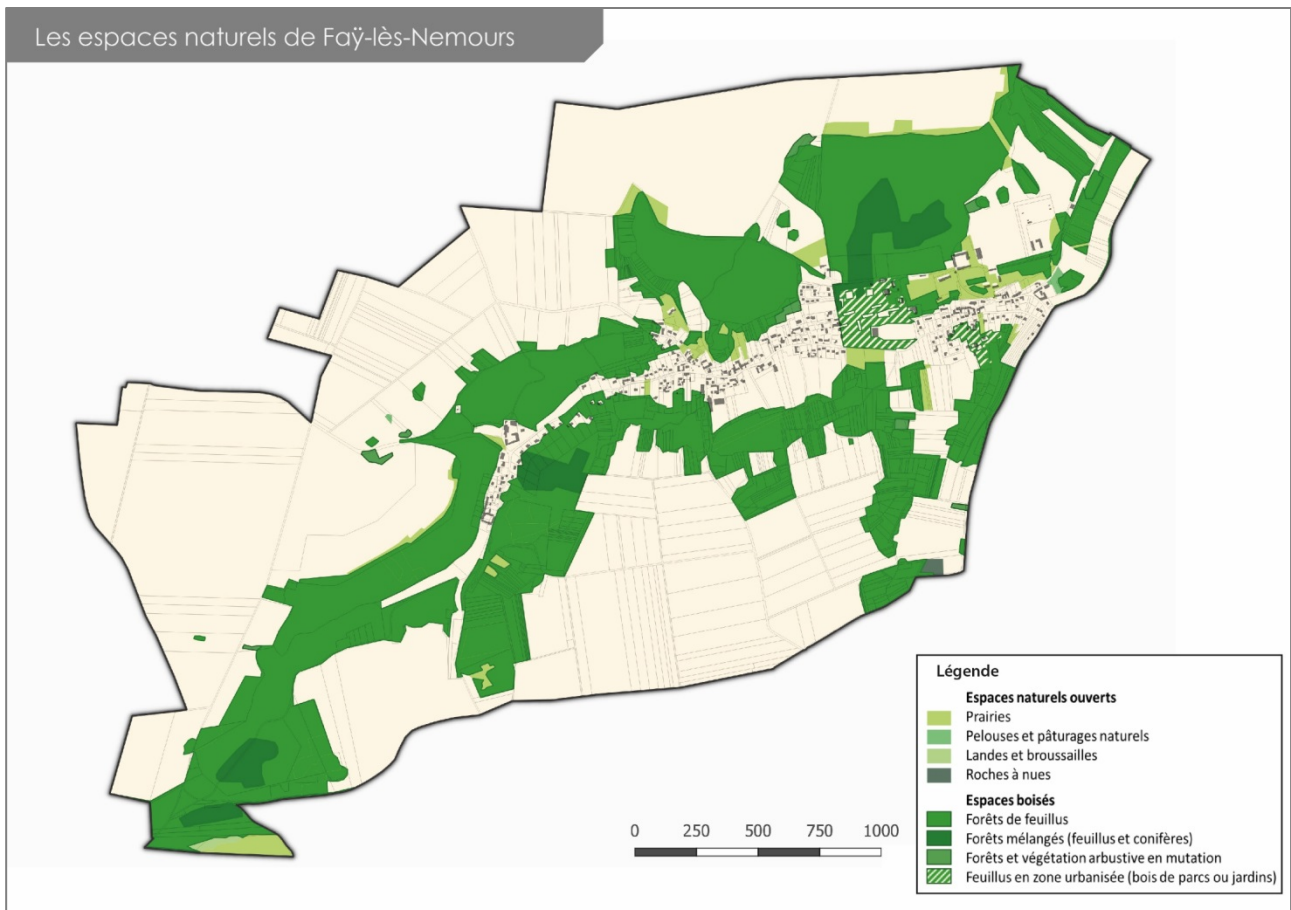 Les espaces naturels de Faÿ-lès-Nemours
Légende
Espaces naturels ouverts
Prairies
Pelouses et pâturages naturels
Landes et broussailles
Roches à nues
Espaces boisés
Forêts de feuillus
Forêts mélangés (feuillus et conifères)
Forêts et végétation arbustive en mutation
Feuillus en zone urbanisée (bois de parcs ou jardins)
0 250 500 750 1000